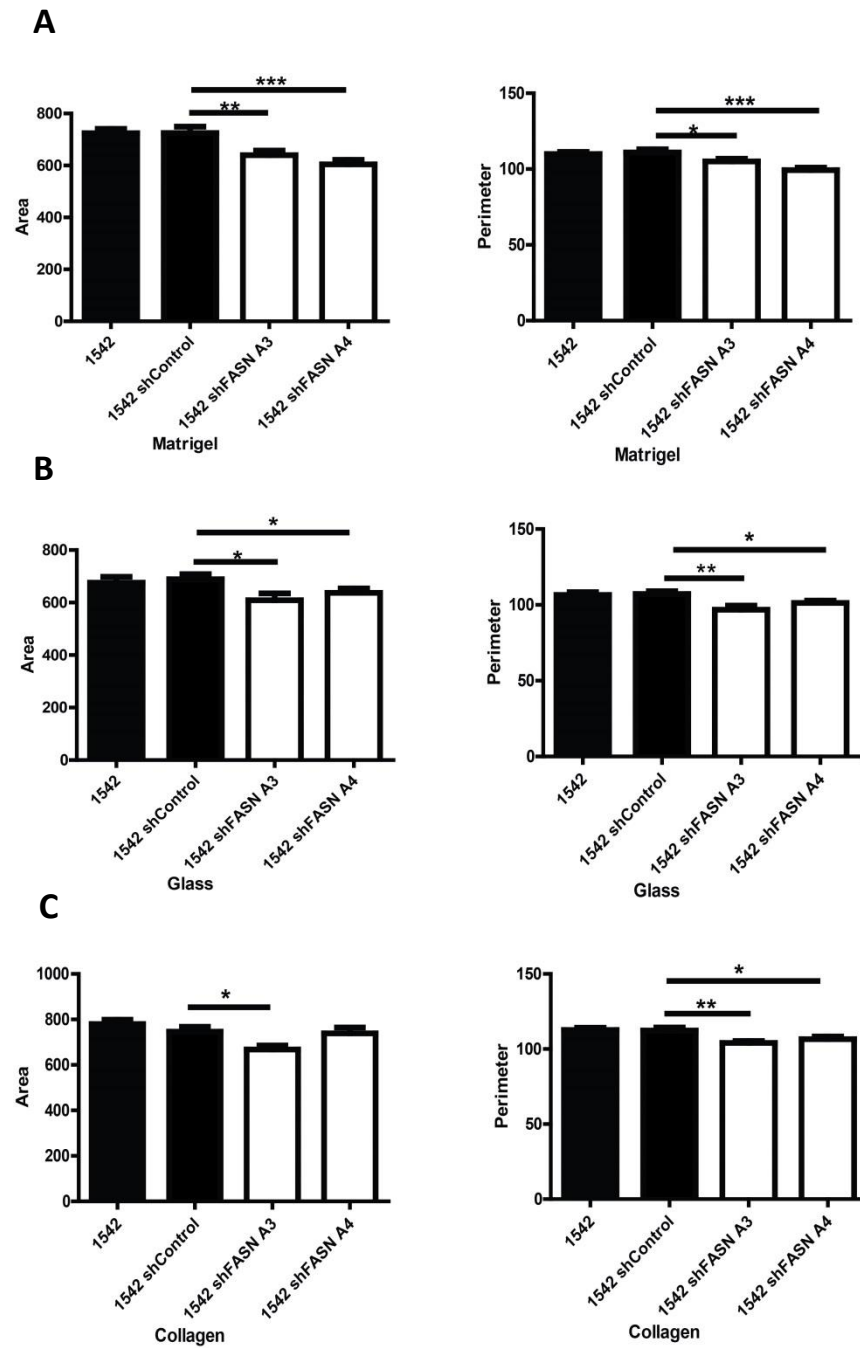 A
***
**
800
600
400
200
0
Area
1542
1542 shControl
1542 shFASN A3
1542 shFASN A4
Matrigel
***
*
150
100
50
0
Perimeter
1542
1542 shControl
1542 shFASN A3
1542 shFASN A4
Matrigel
B
*
*
800
600
400
200
0
Area
1542
1542 shControl
1542 shFASN A3
1542 shFASN A4
Glass
*
**
150
100
50
0
Perimeter
1542
1542 shControl
1542 shFASN A3
1542 shFASN A4
Glass
C
*
1000
800
600
400
200
0
Area
1542
1542 shControl
1542 shFASN A3
1542 shFASN A4
Collagen
*
**
150
100
50
0
Perimeter
1542
1542 shControl
1542 shFASN A3
1542 shFASN A4
Collagen